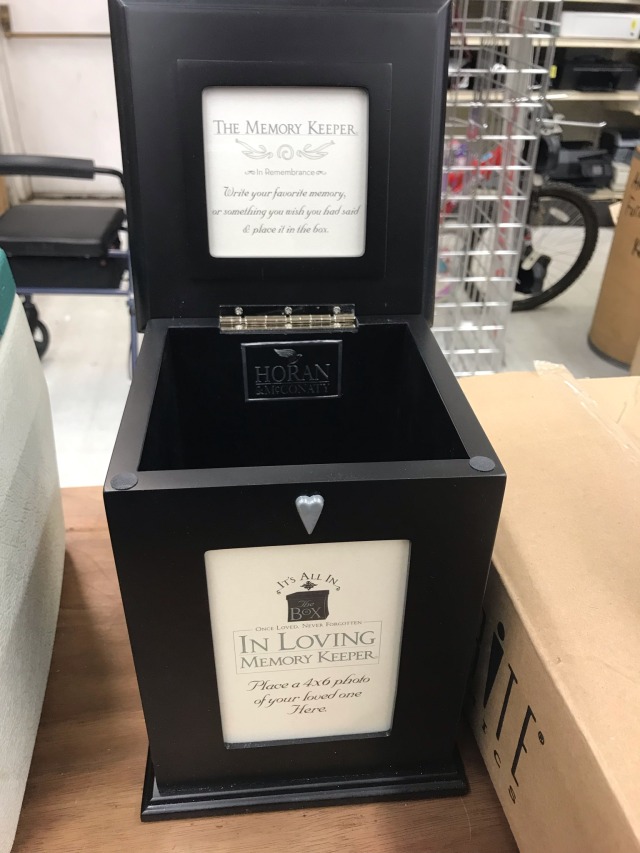 THE MEMORY KEEPER®
In Remembrance
Write your favorite memory,
or something you wish you had said
& place it in the box.
HORAN
& McCONATY
IT'S ALL IN
The
BOX
ONCE LOVED, NEVER FORGOTTEN
IN LOVING
MEMORY KEEPER®
Place a 4x6 photo
of your loved one
Here.